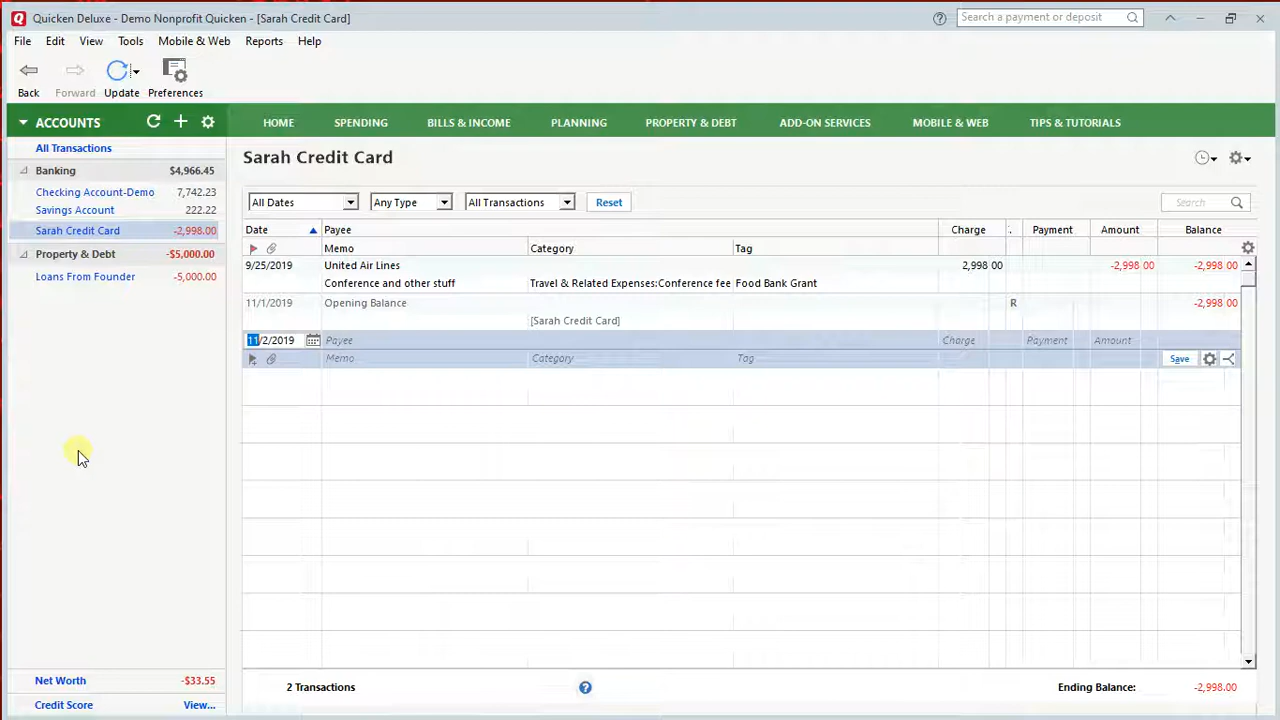 Quicken Deluxe - Demo Nonprofit Quicken - [Sarah Credit Card]
Search a payment or deposit
File Edit View Tools Mobile & Web Reports Help
Back Forward Update Preferences
ACCOUNTS
HOME SPENDING BILLS & INCOME PLANNING PROPERTY & DEBT ADD-ON SERVICES MOBILE & WEB TIPS & TUTORIALS
All Transactions
Banking $4,966.45
Checking Account-Demo 7,742.23
Savings Account 222.22
Sarah Credit Card -2,998.00
Property & Debt -$5,000.00
Loans From Founder -5,000.00
Net Worth -$33.55
Credit Score View...
Sarah Credit Card
All Dates Any Type All Transactions Reset Search
Date Payee Charge . Payment Amount Balance
Memo Category Tag
9/25/2019 United Air Lines 2,998 00 -2,998 00 -2,998 00
Conference and other stuff Travel & Related Expenses:Conference fee Food Bank Grant
11/1/2019 Opening Balance R -2,998 00
[Sarah Credit Card]
11/2/2019 Payee Charge Payment Amount
Memo Category Tag Save
2 Transactions ? Ending Balance: -2,998.00